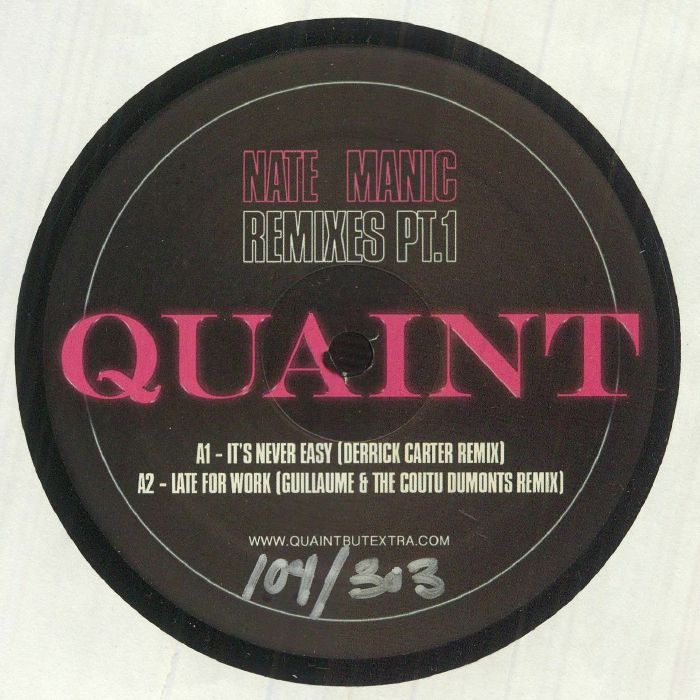 NATE MANIC
REMIXES PT.1
QUAINT
A1 - IT'S NEVER EASY (DERRICK CARTER REMIX)
A2 - LATE FOR WORK (GUILLAUME & THE COUTU DUMONTS REMIX)
WWW.QUAINTBUTEXTRA.COM
104/303